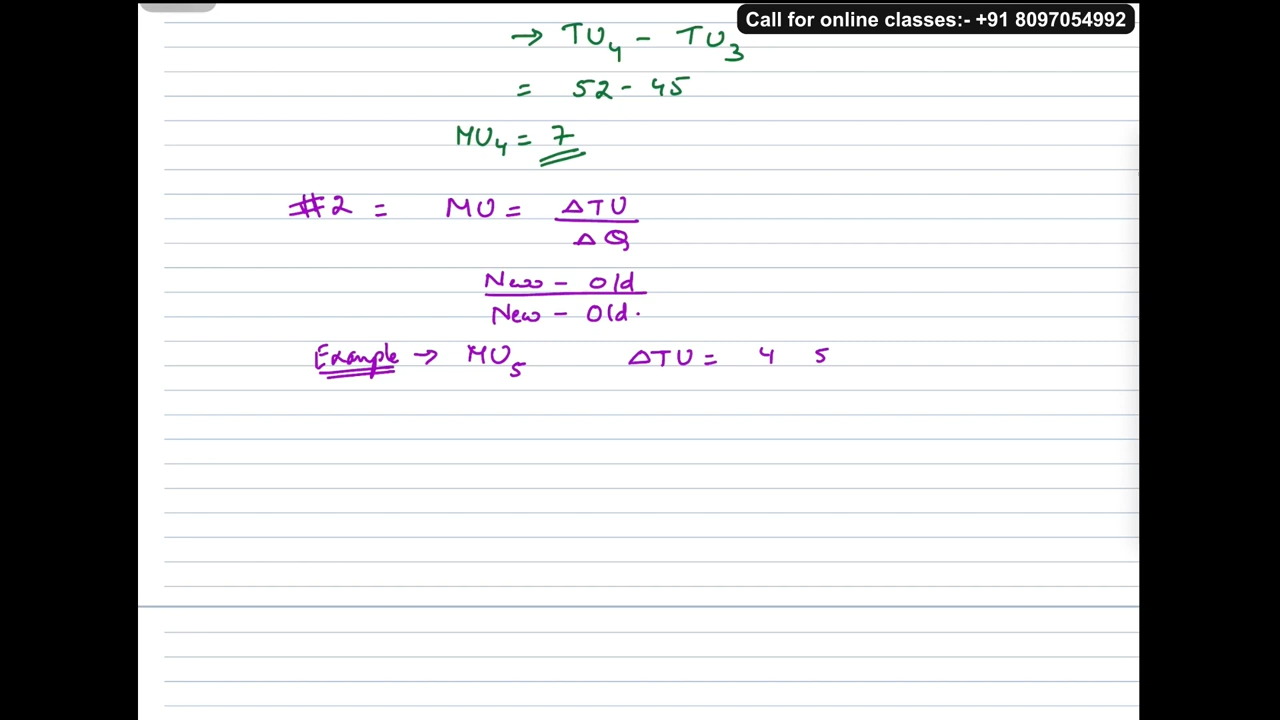 Call for online classes:- +91 8097054992
→ TU₄ - TU₃
= 52 - 45
MU₄ = 7
#2 = MU = ΔTU
ΔQ
New - Old
New - Old.
Example → MU₅ ΔTU = 4 5